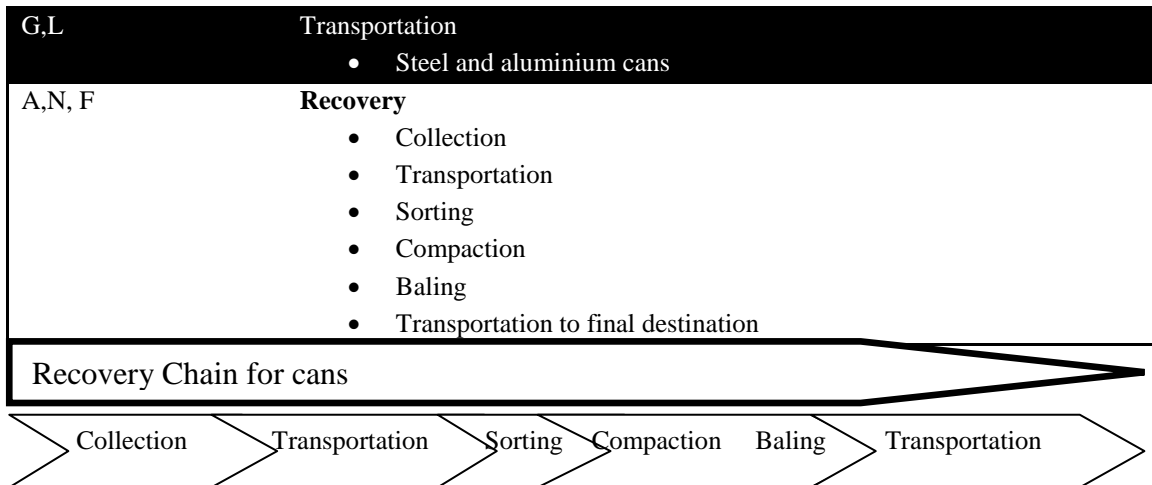 G,L Transportation
• Steel and aluminium cans
A,N, F Recovery
• Collection
• Transportation
• Sorting
• Compaction
• Baling
• Transportation to final destination
Recovery Chain for cans
Collection Transportation Sorting Compaction Baling Transportation